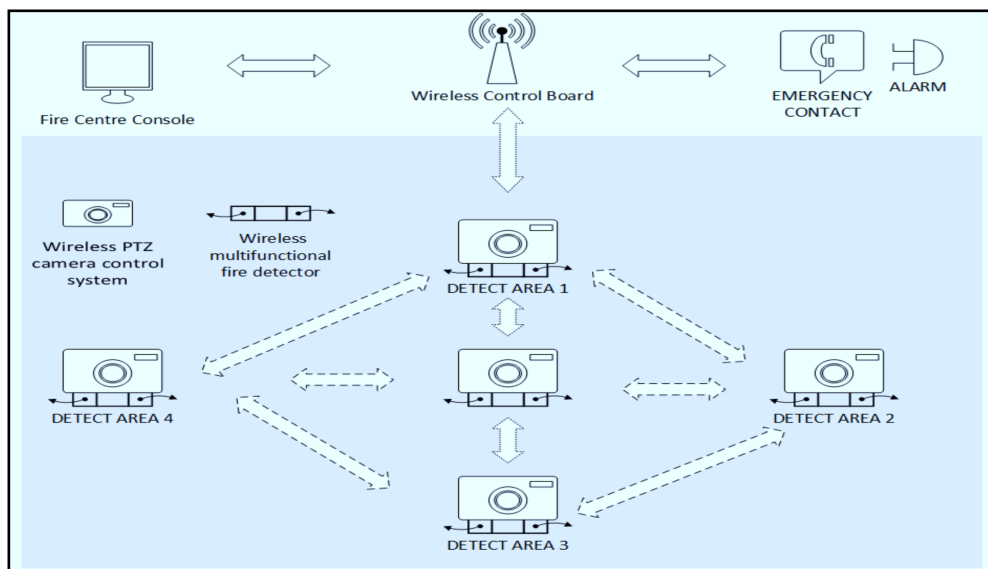 Fire Centre Console
Wireless Control Board
EMERGENCY
CONTACT
ALARM
Wireless PTZ
camera control
system
Wireless
multifunctional
fire detector
DETECT AREA 1
DETECT AREA 4
DETECT AREA 2
DETECT AREA 3